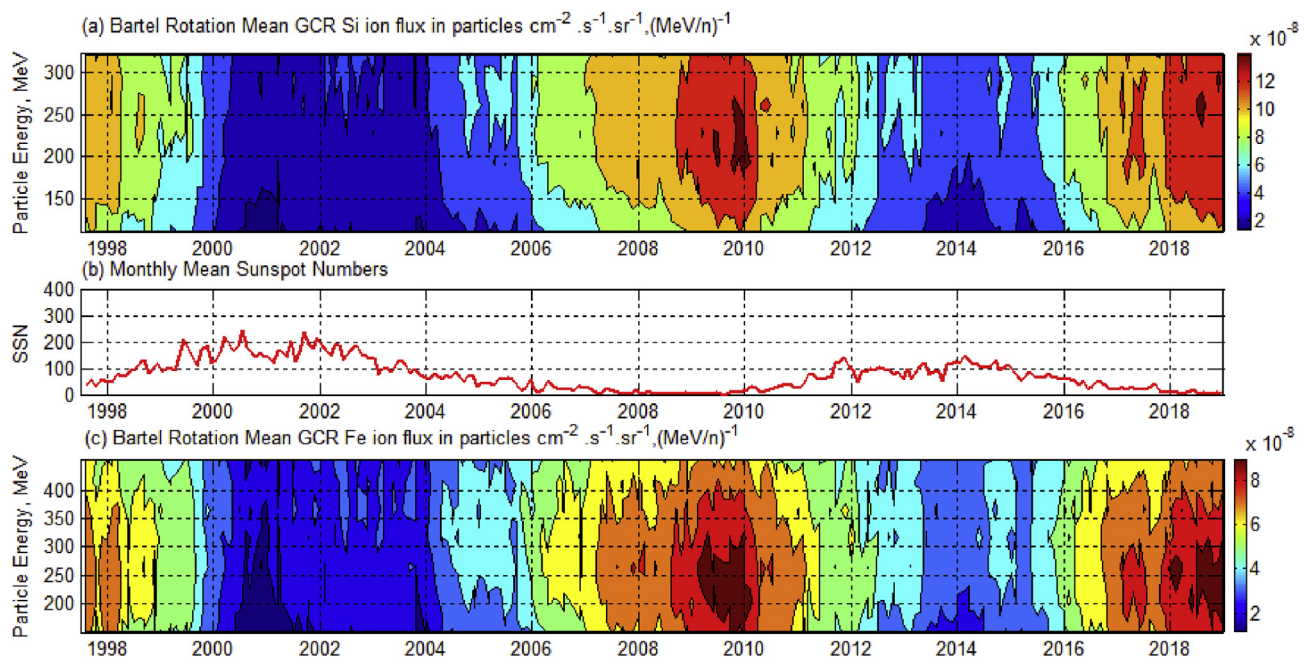 (a) Bartel Rotation Mean GCR Si ion flux in particles cm⁻² .s⁻¹.sr⁻¹,(MeV/n)⁻¹
x 10⁻⁸
Particle Energy, MeV
300
250
200
150
12
10
8
6
4
2
1998 2000 2002 2004 2006 2008 2010 2012 2014 2016 2018
(b) Monthly Mean Sunspot Numbers
SSN
400
300
200
100
0
1998 2000 2002 2004 2006 2008 2010 2012 2014 2016 2018
(c) Bartel Rotation Mean GCR Fe ion flux in particles cm⁻² .s⁻¹.sr⁻¹,(MeV/n)⁻¹
x 10⁻⁸
Particle Energy, MeV
400
350
300
250
200
8
6
4
2
1998 2000 2002 2004 2006 2008 2010 2012 2014 2016 2018